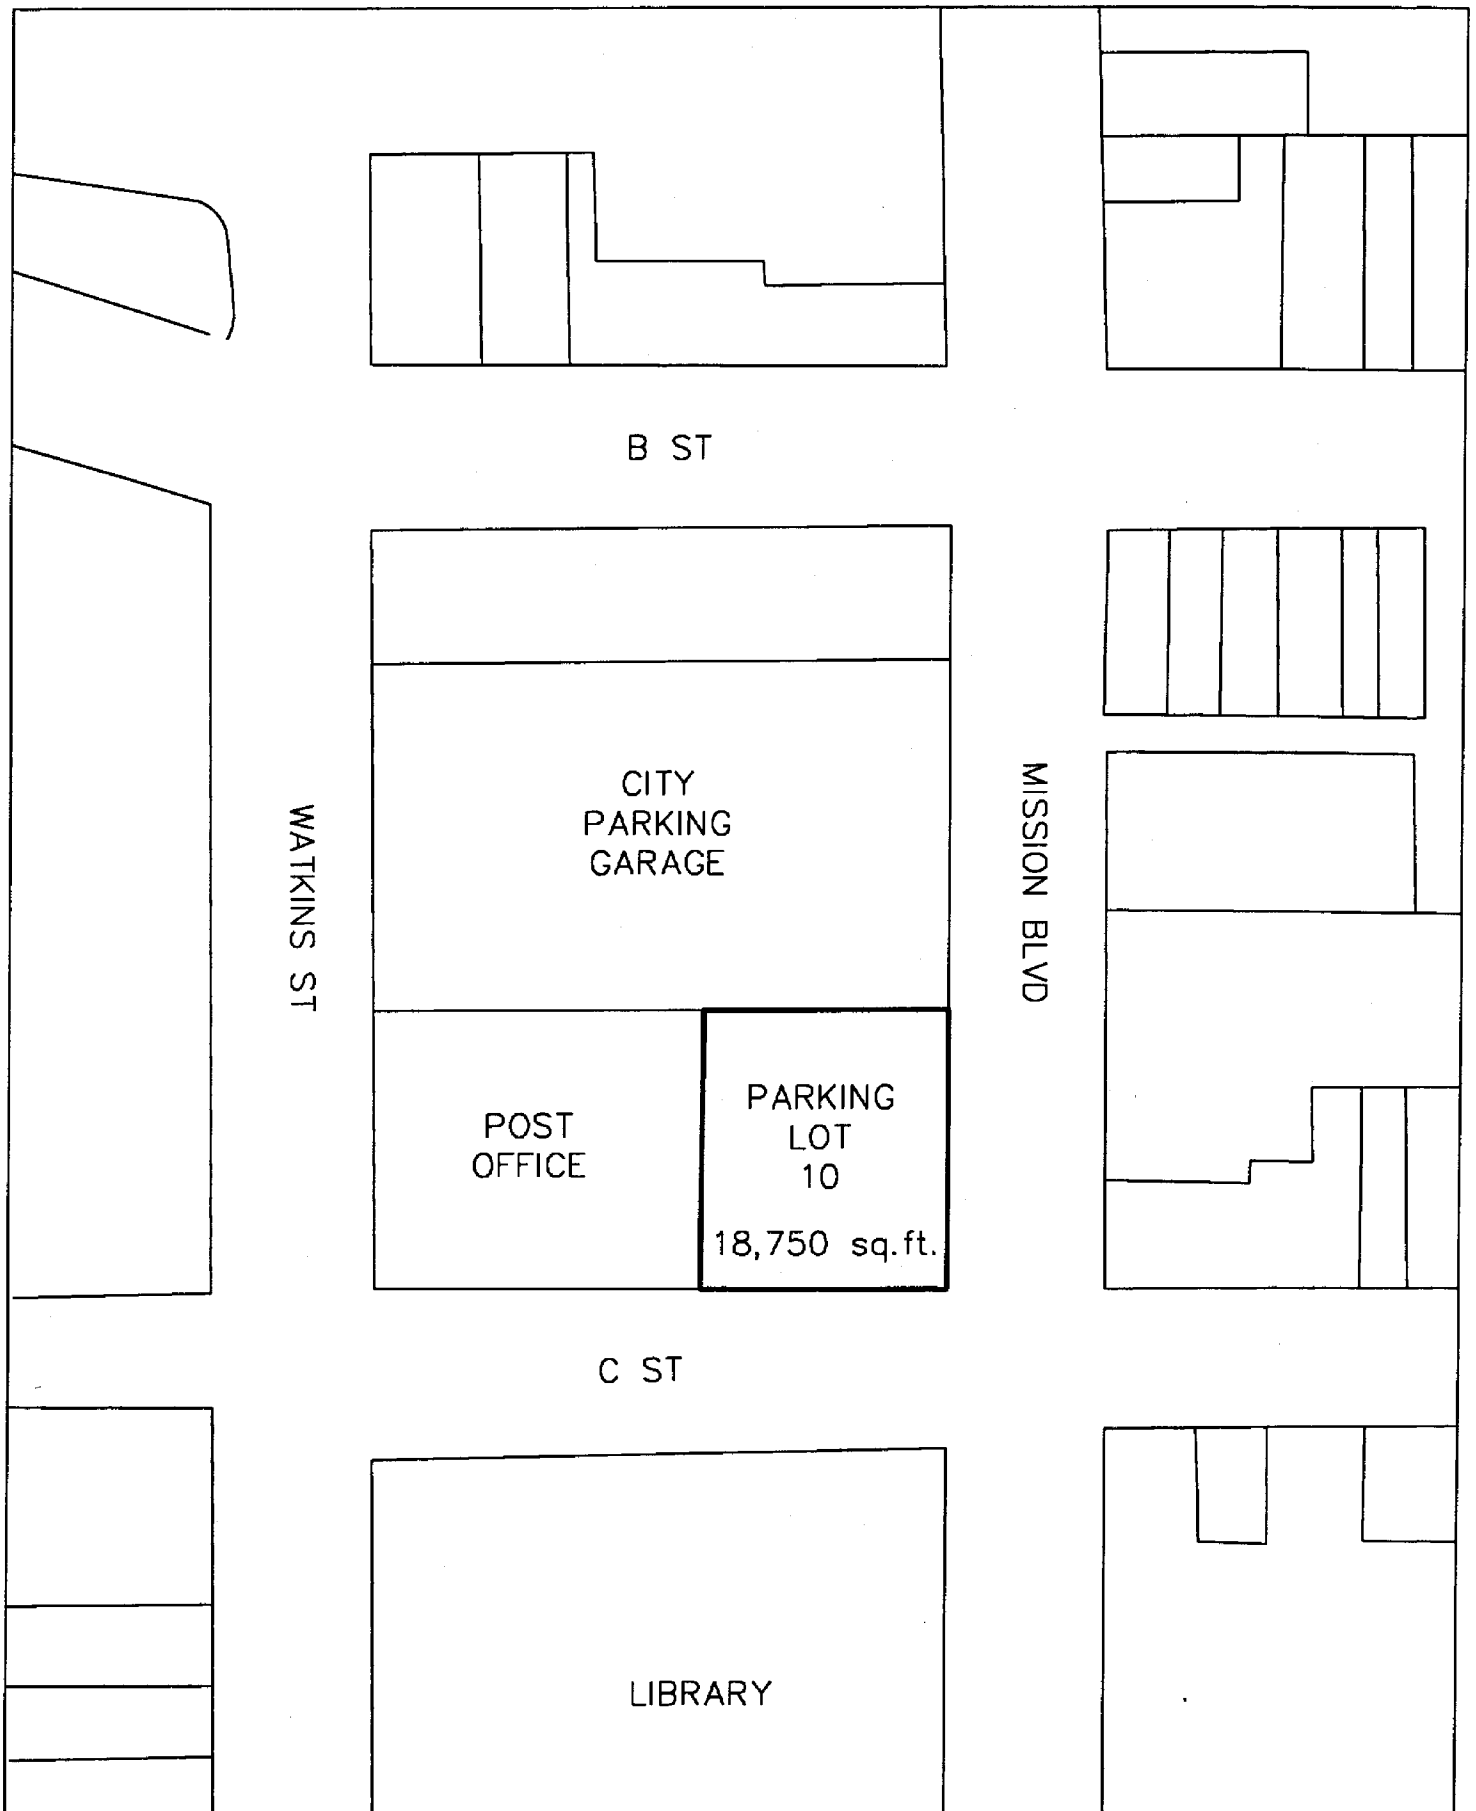 B ST
CITY
PARKING
GARAGE
WATKINS ST
MISSION BLVD
POST
OFFICE
PARKING
LOT
10
18,750 sq.ft.
C ST
LIBRARY